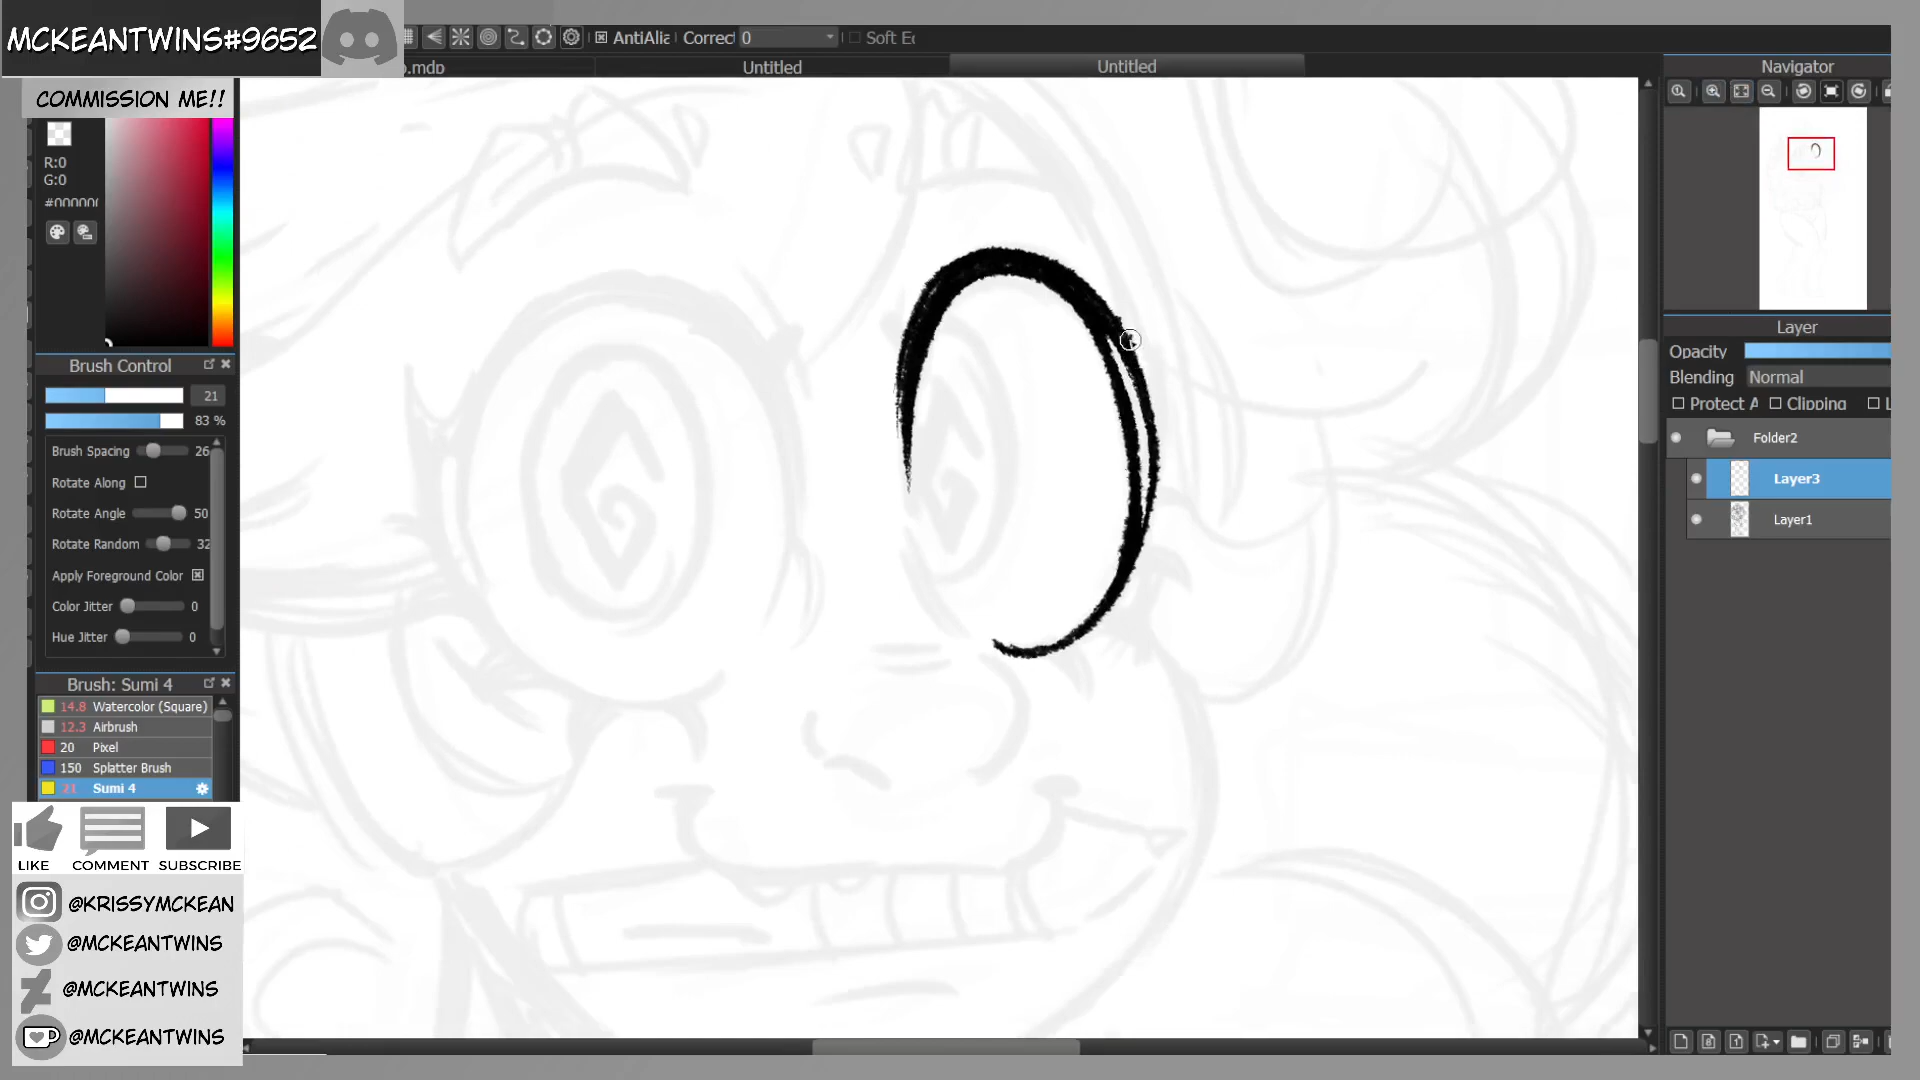 MCKEANTWINS#9652
COMMISSION ME!!
AntiAlia
Correct 0
Soft Ec
.mdp
Untitled
Untitled
Navigator
R:0
G:0
#000000
Brush Control
21
83 %
Brush Spacing 26
Rotate Along
Rotate Angle 50
Rotate Random 32
Apply Foreground Color
Color Jitter 0
Hue Jitter 0
Brush: Sumi 4
14.8 Watercolor (Square)
12.3 Airbrush
20 Pixel
150 Splatter Brush
21 Sumi 4
LIKE COMMENT SUBSCRIBE
@KRISSYMCKEAN
@MCKEANTWINS
@MCKEANTWINS
@MCKEANTWINS
Layer
Opacity
Blending Normal
Protect A Clipping L
Folder2
Layer3
Layer1